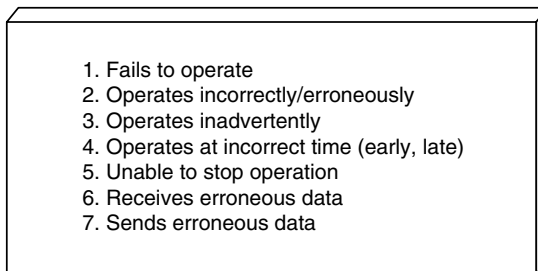 1. Fails to operate
2. Operates incorrectly/erroneously
3. Operates inadvertently
4. Operates at incorrect time (early, late)
5. Unable to stop operation
6. Receives erroneous data
7. Sends erroneous data